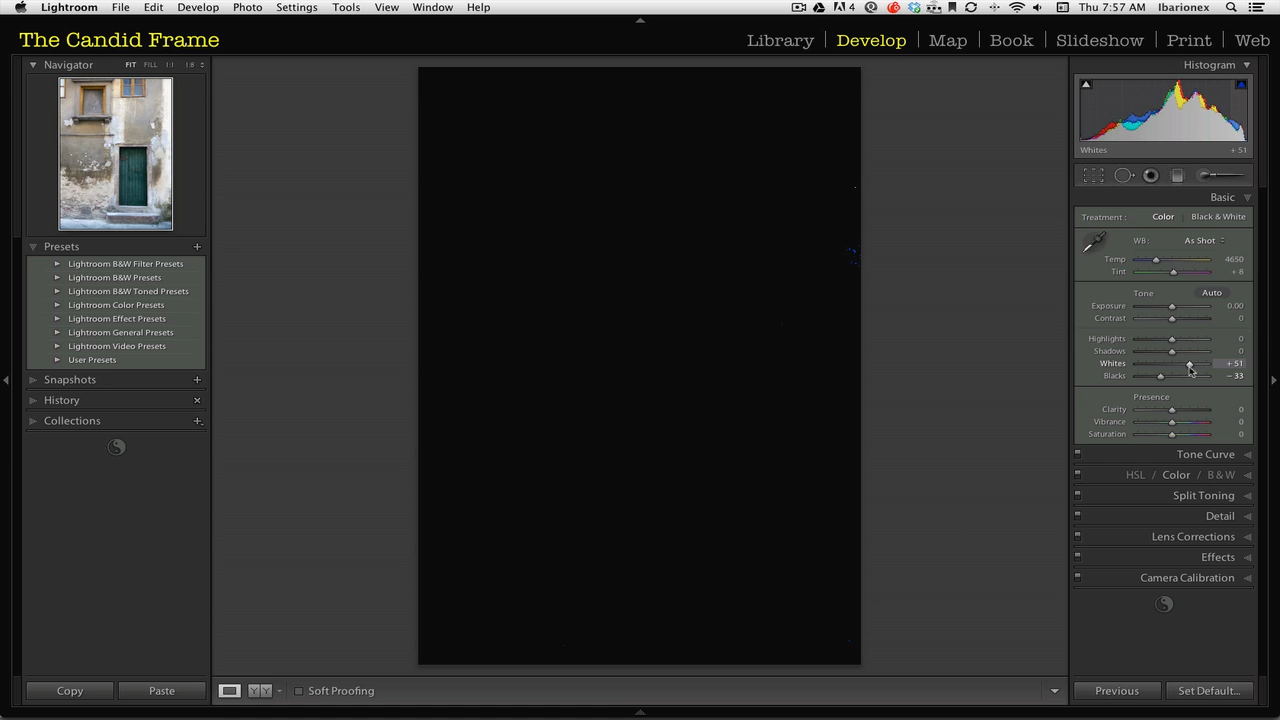 Lightroom File Edit Develop Photo Settings Tools View Window Help 4 Thu 7:57 AM Ibarionex
The Candid Frame
Library Develop Map Book Slideshow Print Web
Navigator FIT FILL 1:1 1:8
Presets
Lightroom B&W Filter Presets
Lightroom B&W Presets
Lightroom B&W Toned Presets
Lightroom Color Presets
Lightroom Effect Presets
Lightroom General Presets
Lightroom Video Presets
User Presets
Snapshots
History
Collections
Copy Paste
Soft Proofing
Histogram
Whites + 51
Basic
Treatment : Color Black & White
WB : As Shot
Temp 4650
Tint + 8
Tone Auto
Exposure 0.00
Contrast 0
Highlights 0
Shadows 0
Whites + 51
Blacks − 33
Presence
Clarity 0
Vibrance 0
Saturation 0
Tone Curve
HSL / Color / B & W
Split Toning
Detail
Lens Corrections
Effects
Camera Calibration
Previous Set Default...